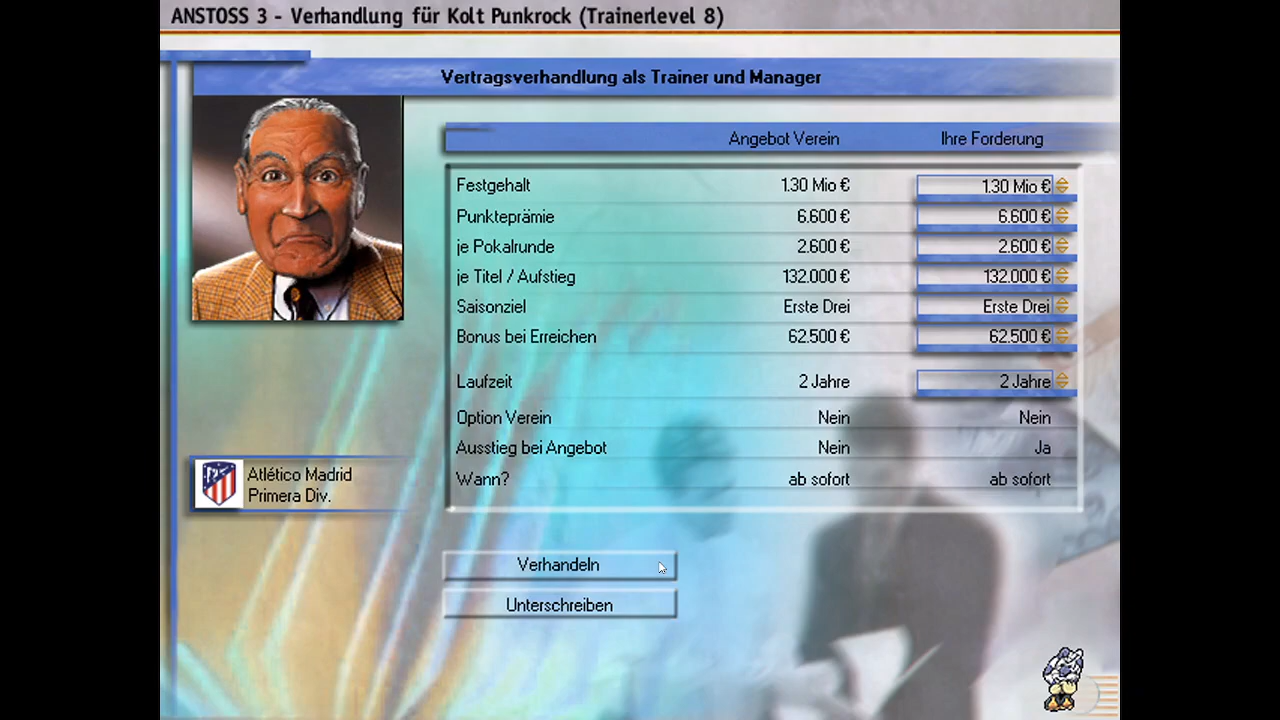 ANSTOSS 3 - Verhandlung für Kolt Punkrock (Trainerlevel 8)
Vertragsverhandlung als Trainer und Manager
Angebot Verein Ihre Forderung
Festgehalt 1.30 Mio € 1.30 Mio €
Punkteprämie 6.600 € 6.600 €
je Pokalrunde 2.600 € 2.600 €
je Titel / Aufstieg 132.000 € 132.000 €
Saisonziel Erste Drei Erste Drei
Bonus bei Erreichen 62.500 € 62.500 €
Laufzeit 2 Jahre 2 Jahre
Option Verein Nein Nein
Ausstieg bei Angebot Nein Ja
Wann? ab sofort ab sofort
Atlético Madrid
Primera Div.
Verhandeln
Unterschreiben